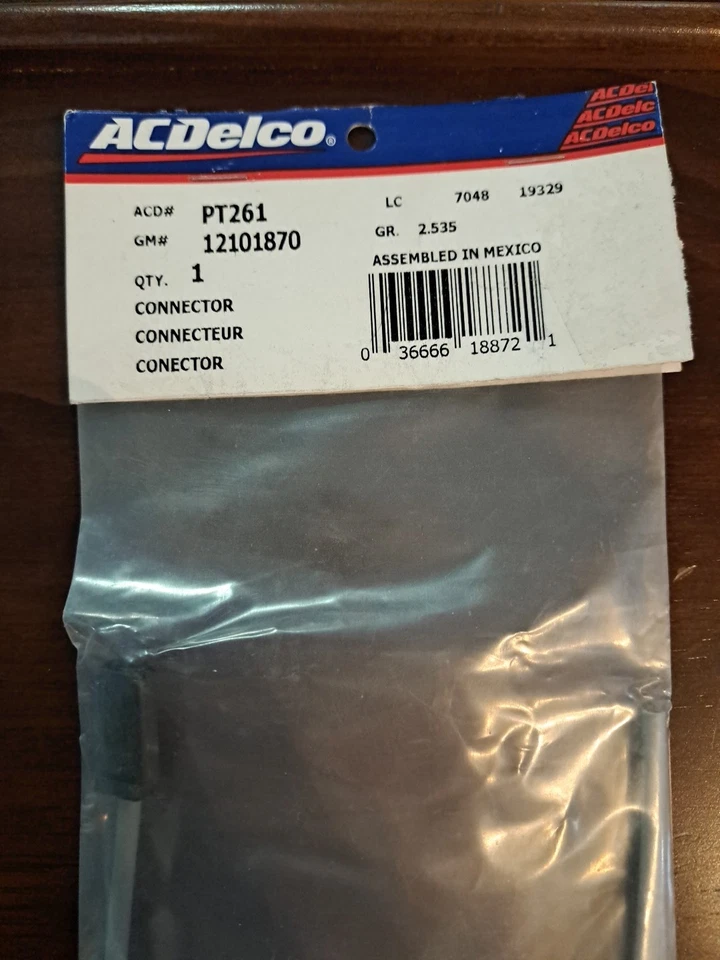 ACDelco®
ACDel
ACDelc
ACDelco
ACD# PT261
GM# 12101870
QTY. 1
CONNECTOR
CONNECTEUR
CONECTOR
LC 7048 19329
GR. 2.535
ASSEMBLED IN MEXICO
0 36666 18872 1